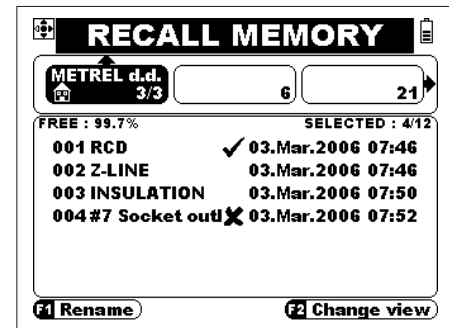 RECALL MEMORY
METREL d.d.
3/3 6 21
FREE : 99.7% SELECTED : 4/12
001 RCD 03.Mar.2006 07:46
002 Z-LINE 03.Mar.2006 07:46
003 INSULATION 03.Mar.2006 07:50
004 #7 Socket outl 03.Mar.2006 07:52
F1 Rename F2 Change view